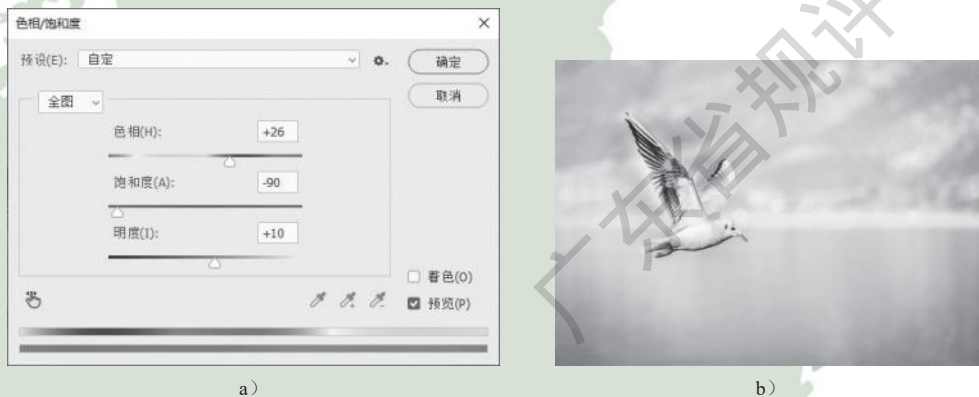 色相/饱和度
预设(E): 自定
确定
取消
全图
色相(H): +26
饱和度(A): -90
明度(I): +10
着色(O)
预览(P)
a）
b）
广东省规评